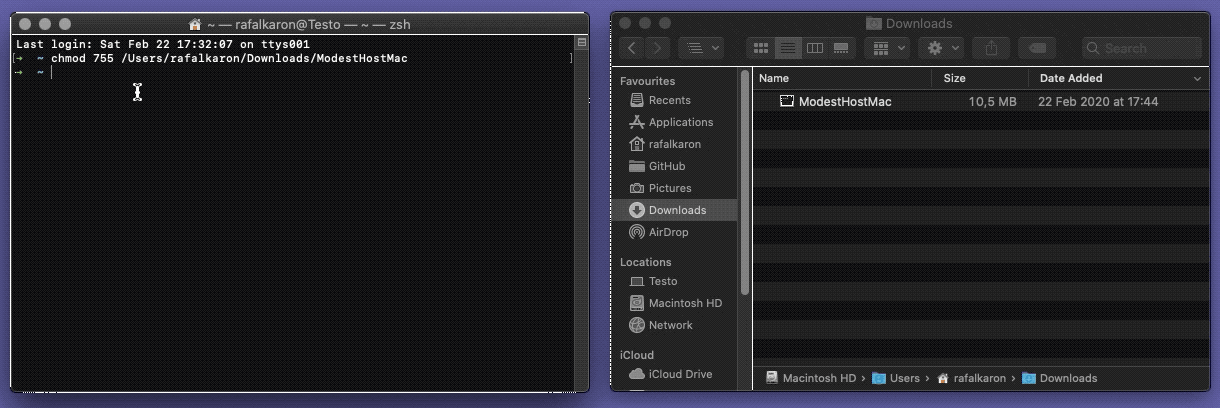 ~ — rafalkaron@Testo — ~ — zsh
Last login: Sat Feb 22 17:32:07 on ttys001
[→ ~ chmod 755 /Users/rafalkaron/Downloads/ModestHostMac ]
→ ~
Downloads
Search
Favourites
Recents
Applications
rafalkaron
GitHub
Pictures
Downloads
AirDrop
Locations
Testo
Macintosh HD
Network
iCloud
iCloud Drive
Name Size Date Added
ModestHostMac 10,5 MB 22 Feb 2020 at 17:44
Macintosh HD › Users › rafalkaron › Downloads